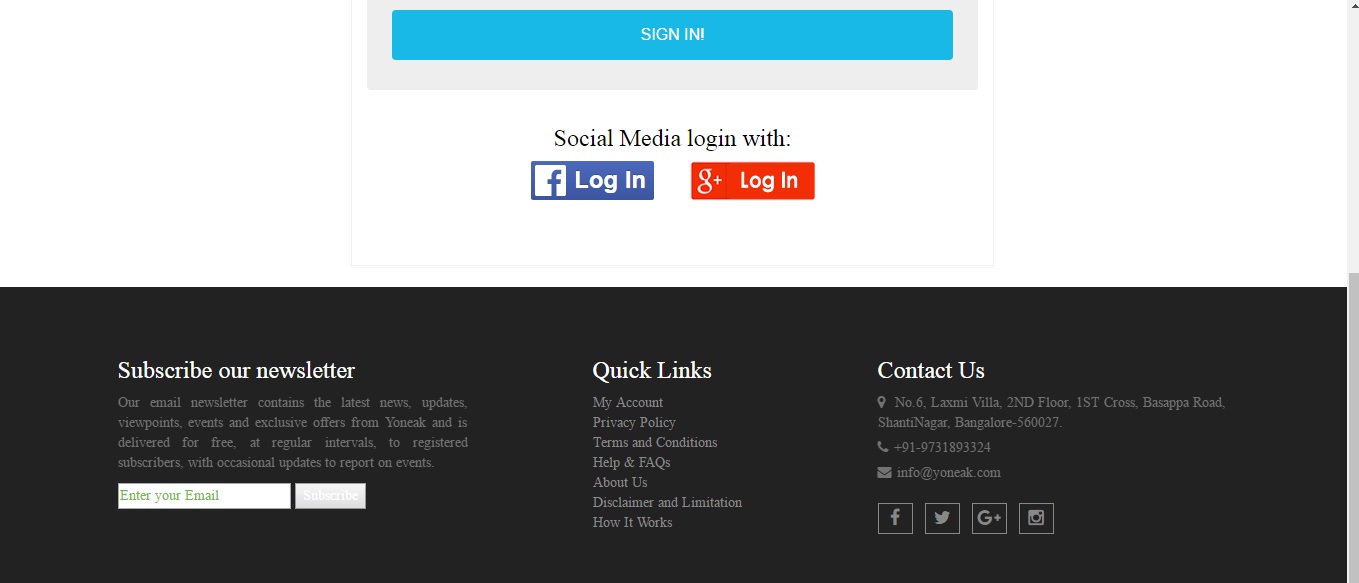 SIGN IN!
Social Media login with:
Log In
g+ Log In
Subscribe our newsletter
Our email newsletter contains the latest news, updates,
viewpoints, events and exclusive offers from Yoneak and is
delivered for free, at regular intervals, to registered
subscribers, with occasional updates to report on events.
Enter your Email Subscribe
Quick Links
My Account
Privacy Policy
Terms and Conditions
Help & FAQs
About Us
Disclaimer and Limitation
How It Works
Contact Us
No.6, Laxmi Villa, 2ND Floor, 1ST Cross, Basappa Road,
ShantiNagar, Bangalore-560027.
+91-9731893324
info@yoneak.com